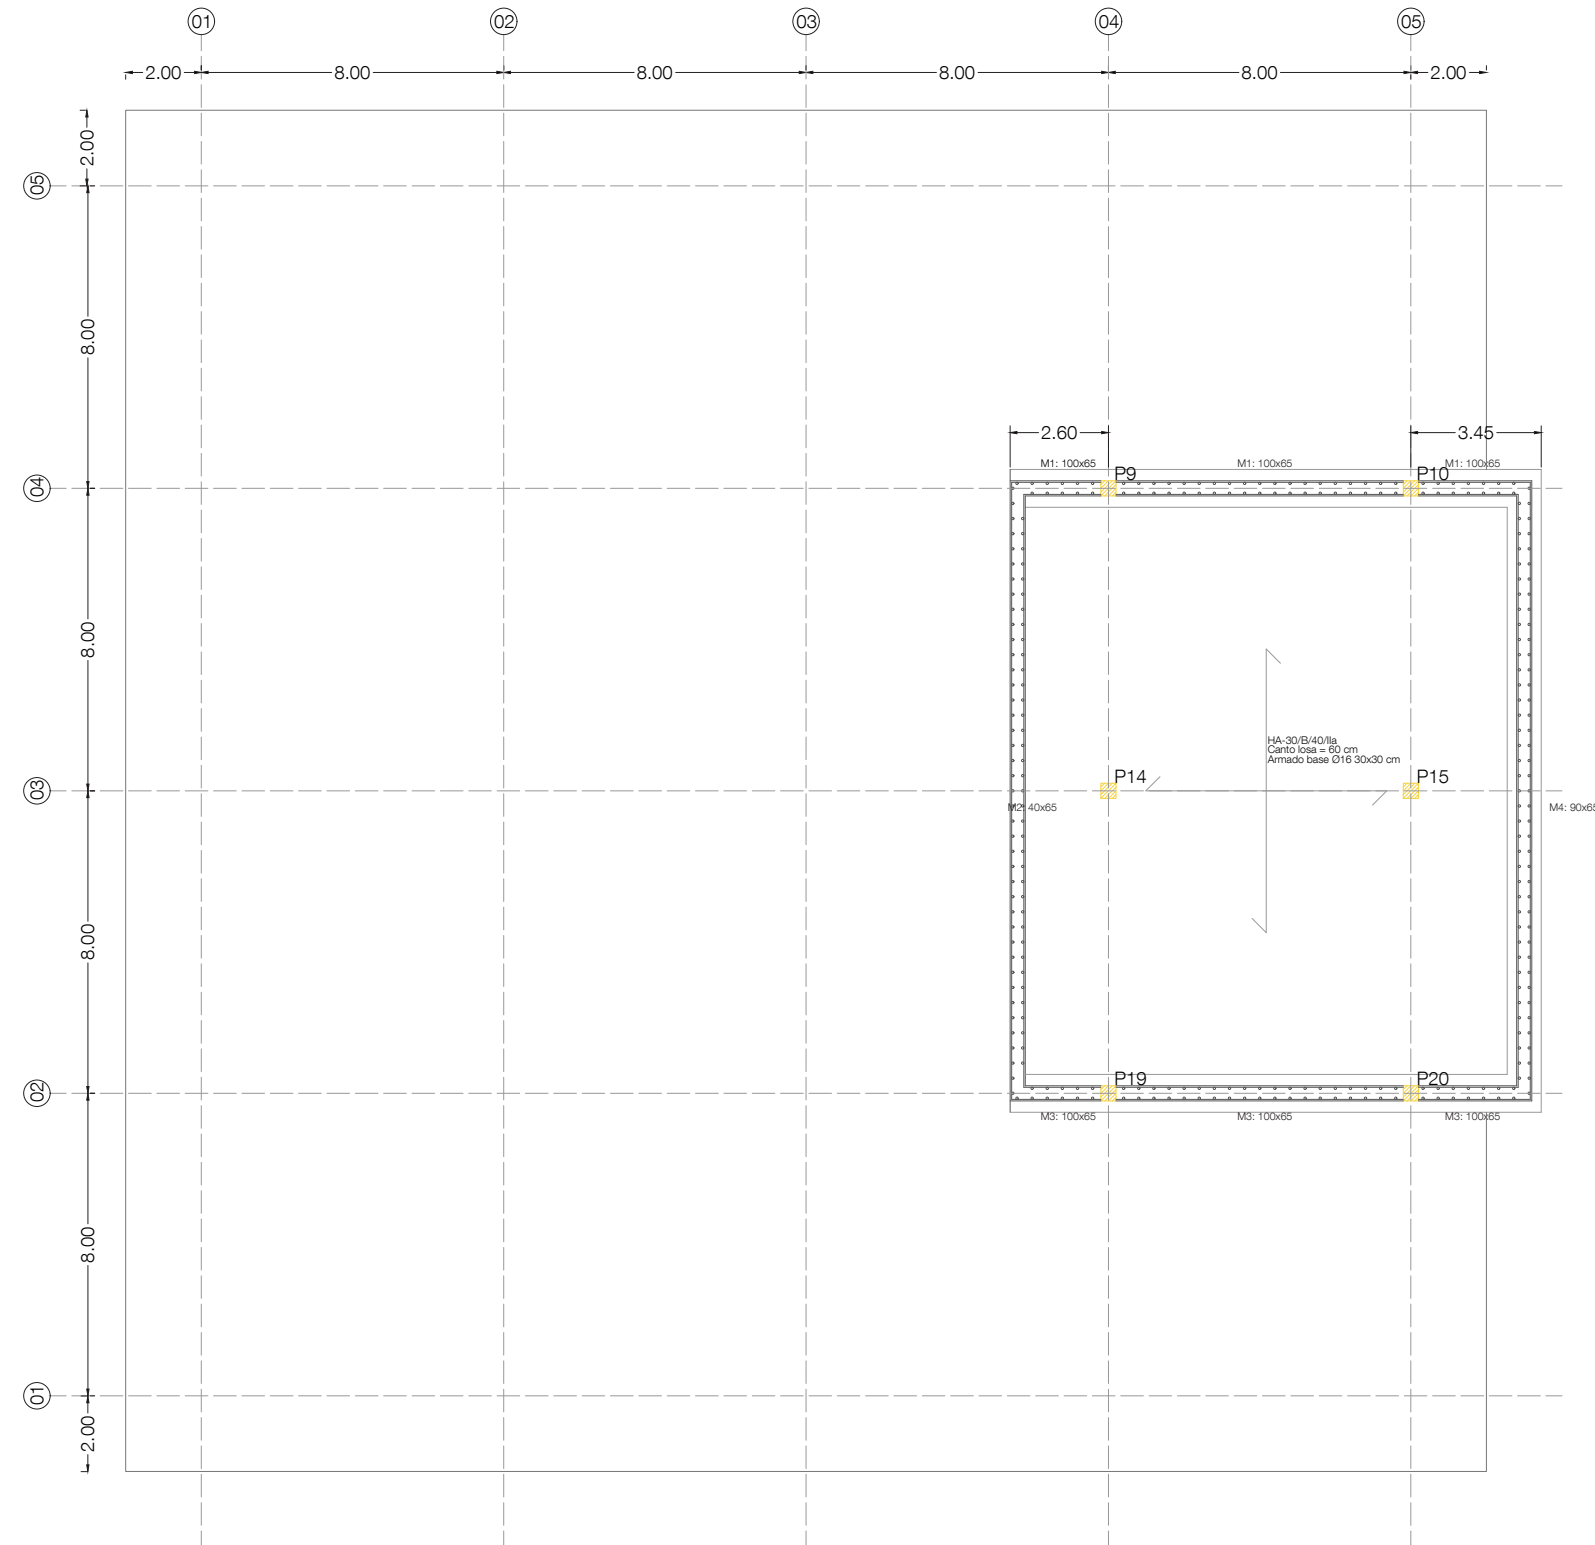 01 02 03 04 05
2.00 8.00 8.00 8.00 8.00 2.00
2.00
05
8.00
2.60 3.45
M1: 100x65 M1: 100x65 M1: 100x65
P9 P10
04
8.00
HA-30/B/40/IIa
Canto losa = 60 cm
Armado base Ø16 30x30 cm
P14 P15
03
M2: 40x65 M4: 90x65
8.00
P19 P20
02
M3: 100x65 M3: 100x65 M3: 100x65
8.00
01
2.00